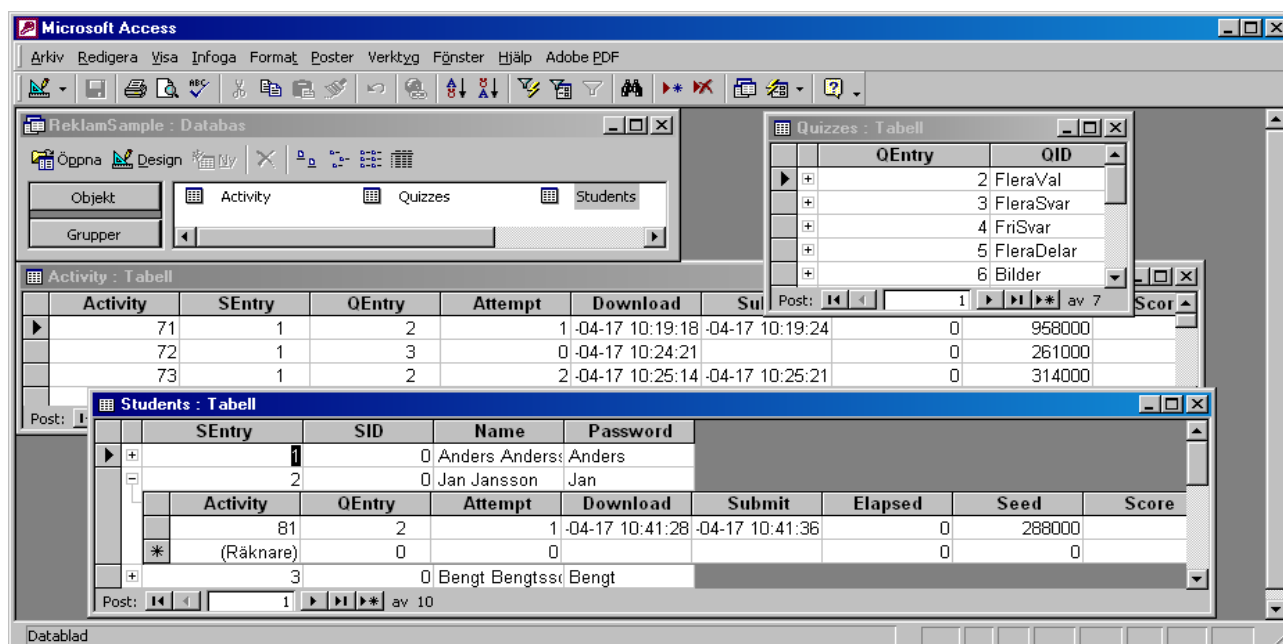 Microsoft Access
Arkiv Redigera Visa Infoga Format Poster Verktyg Fönster Hjälp Adobe PDF
ReklamSample : Databas
Öppna Design Ny
Objekt
Grupper
Activity Quizzes Students
Quizzes : Tabell
QEntry QID
2 FleraVal
3 FleraSvar
4 FriSvar
5 FleraDelar
6 Bilder
Post: 1 av 7
Activity : Tabell
Activity SEntry QEntry Attempt Download Su Scor
71 1 2 1 -04-17 10:19:18 -04-17 10:19:24 0 958000
72 1 3 0 -04-17 10:24:21 0 261000
73 1 2 2 -04-17 10:25:14 -04-17 10:25:21 0 314000
Post:
Students : Tabell
SEntry SID Name Password
1 0 Anders Anders Anders
2 0 Jan Jansson Jan
Activity QEntry Attempt Download Submit Elapsed Seed Score
81 2 1 -04-17 10:41:28 -04-17 10:41:36 0 288000
(Räknare) 0 0 0 0
3 0 Bengt Bengtss Bengt
Post: 1 av 10
Datablad